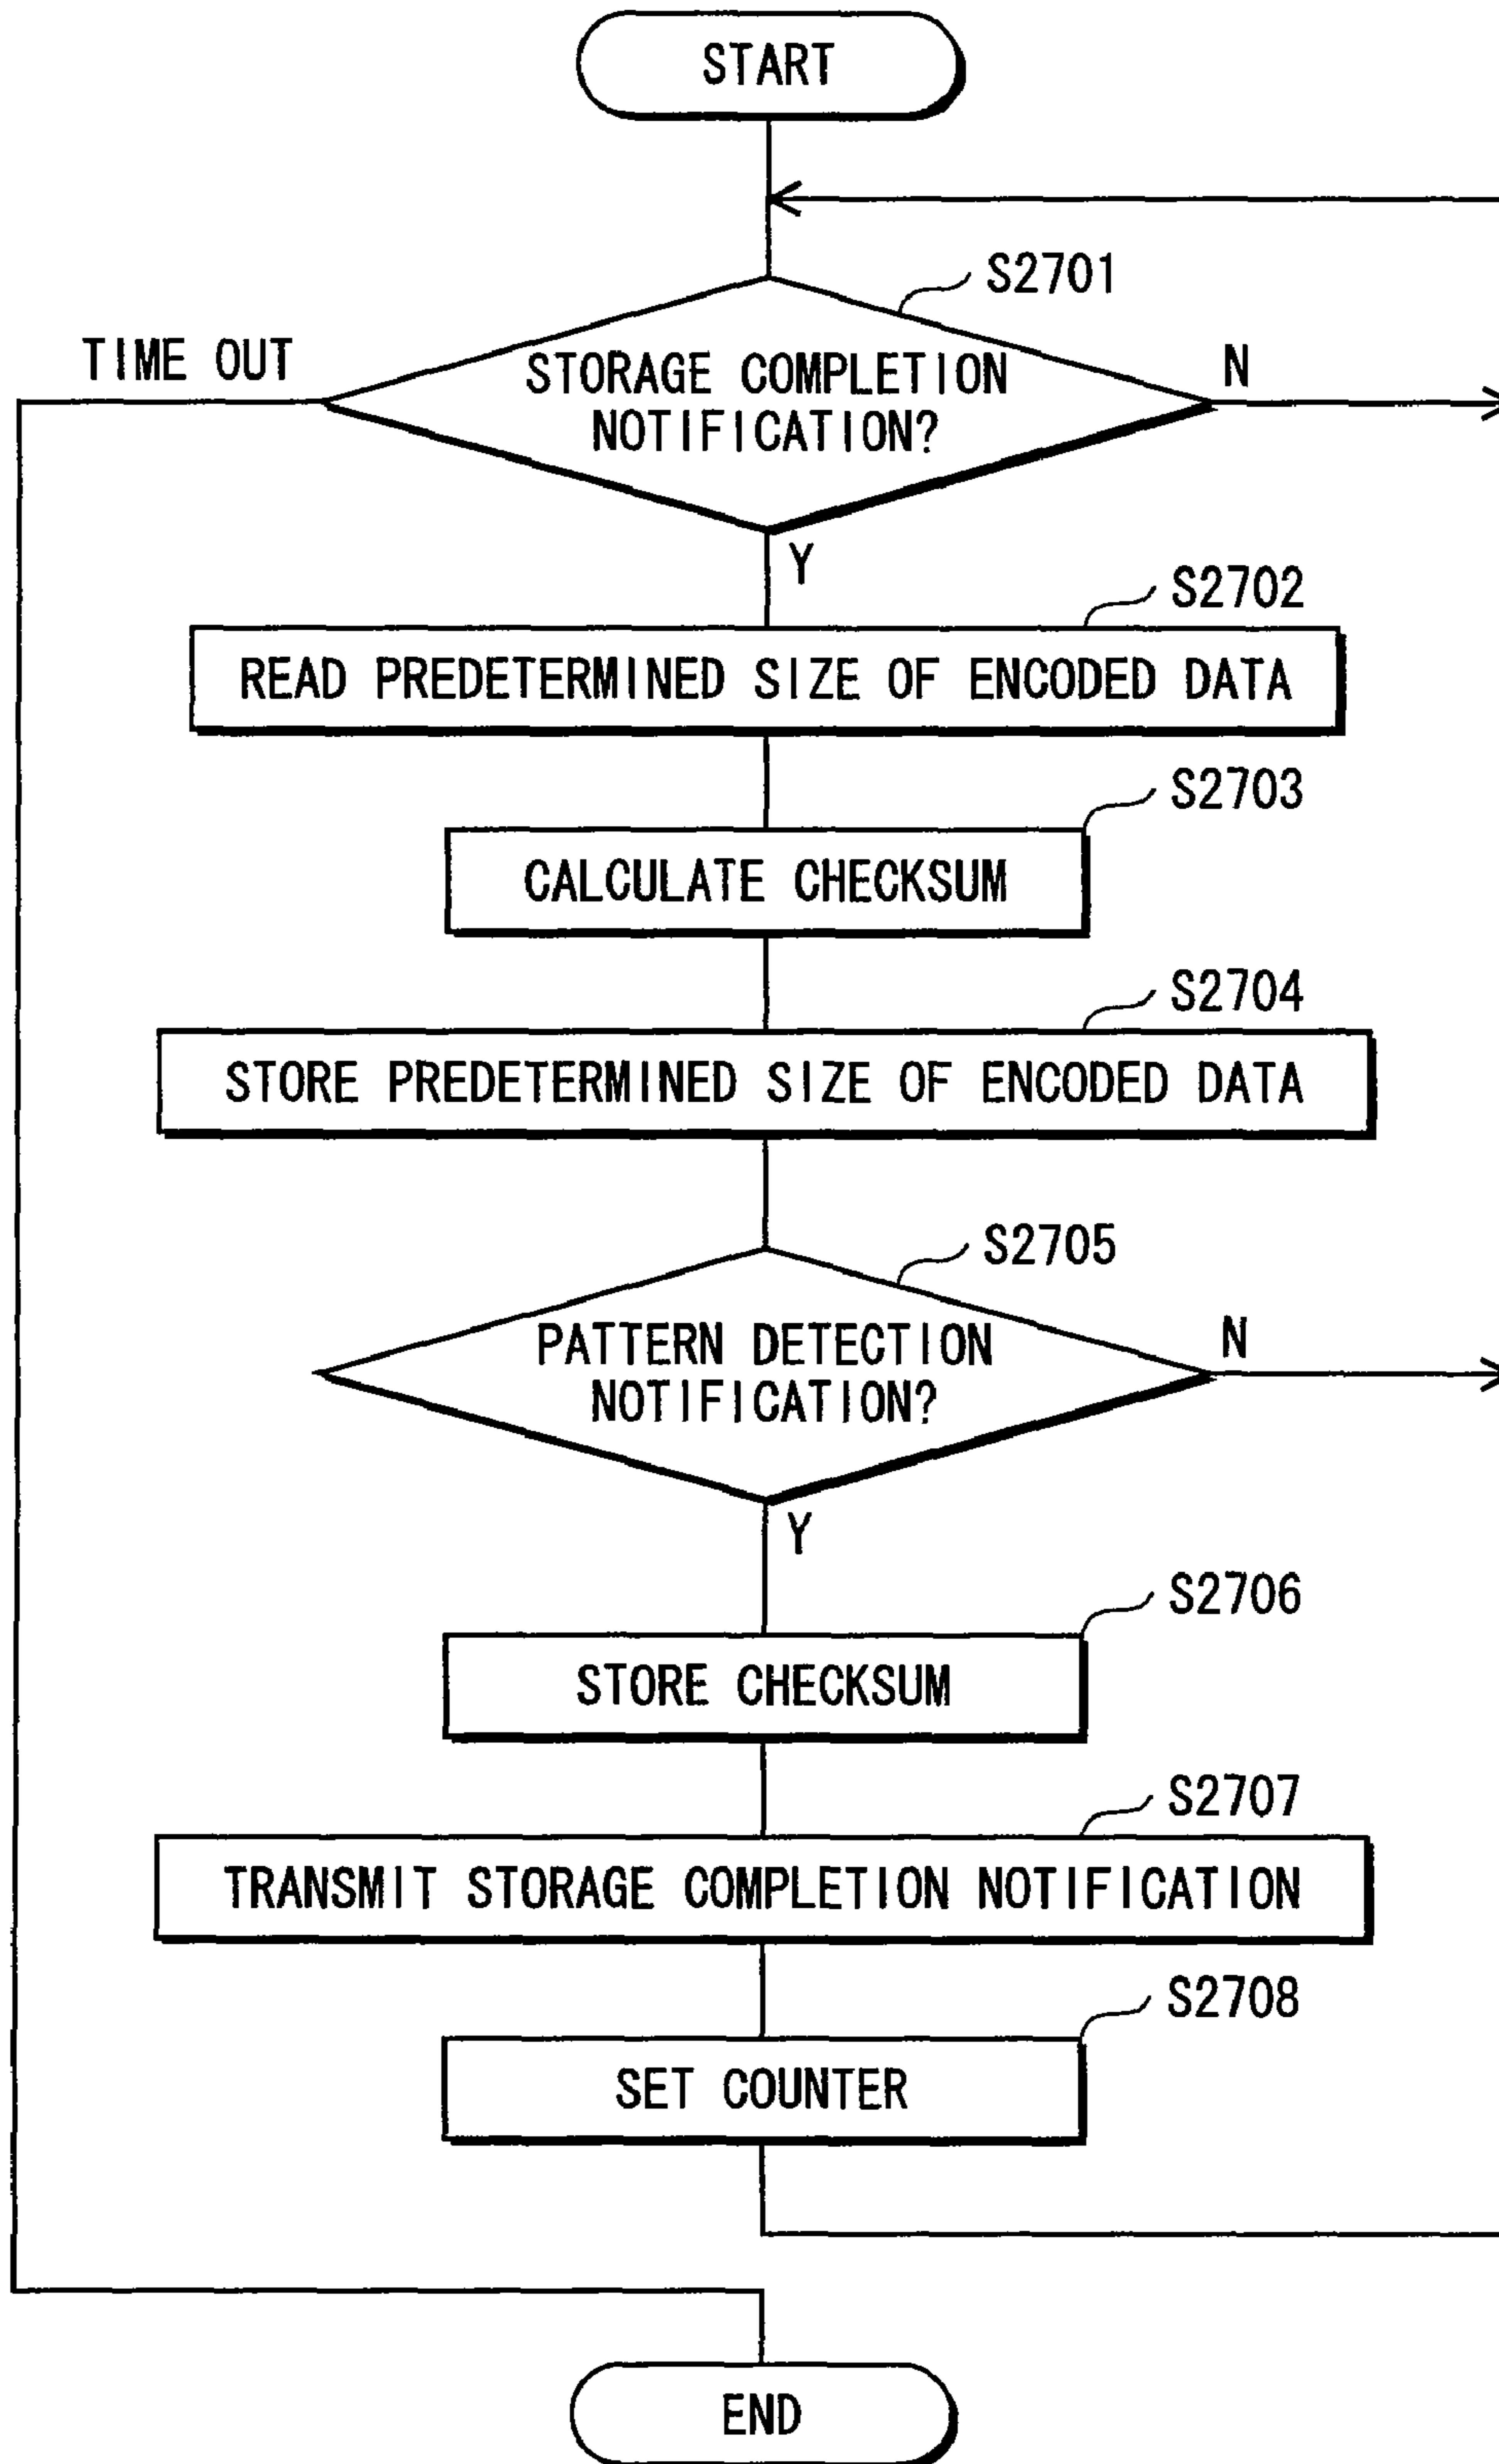 START
S2701
TIME OUT
STORAGE COMPLETION
NOTIFICATION?
N
Y
S2702
READ PREDETERMINED SIZE OF ENCODED DATA
S2703
CALCULATE CHECKSUM
S2704
STORE PREDETERMINED SIZE OF ENCODED DATA
S2705
PATTERN DETECTION
NOTIFICATION?
N
Y
S2706
STORE CHECKSUM
S2707
TRANSMIT STORAGE COMPLETION NOTIFICATION
S2708
SET COUNTER
END